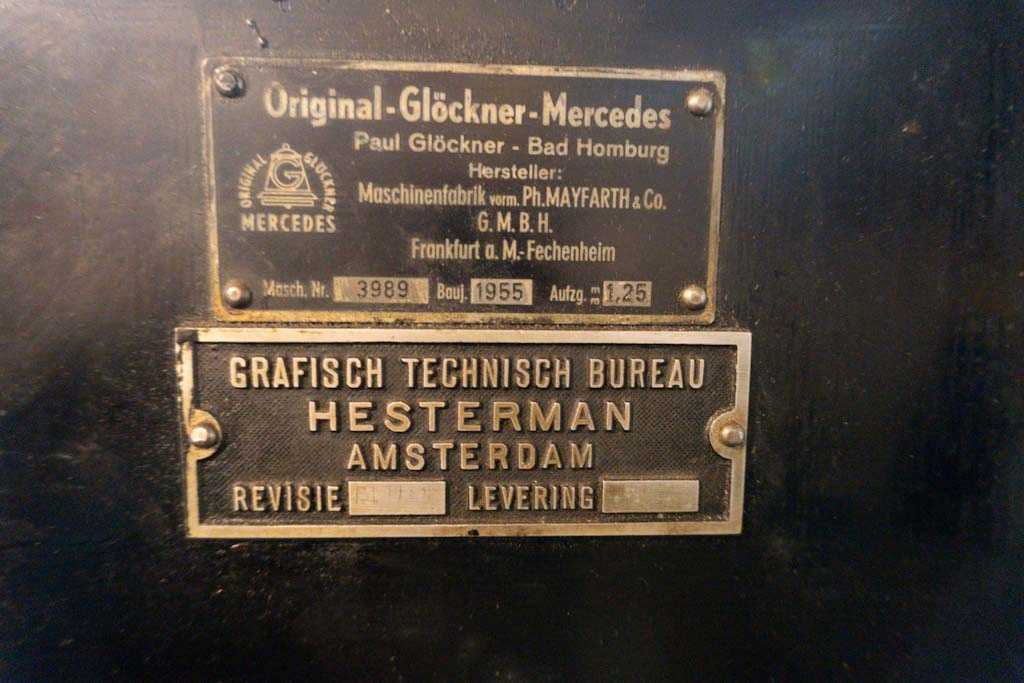 Original-Glöckner-Mercedes
Paul Glöckner - Bad Homburg
Hersteller:
ORIGINAL GLÖCKNER
G
MERCEDES
Maschinenfabrik vorm. Ph. MAYFARTH & Co.
G.M.B.H.
Frankfurt a. M.-Fechenheim
Masch. Nr. 3989 Bauj. 1955 Aufzg. mm 1,25
GRAFISCH TECHNISCH BUREAU
HESTERMAN
AMSTERDAM
REVISIE LEVERING